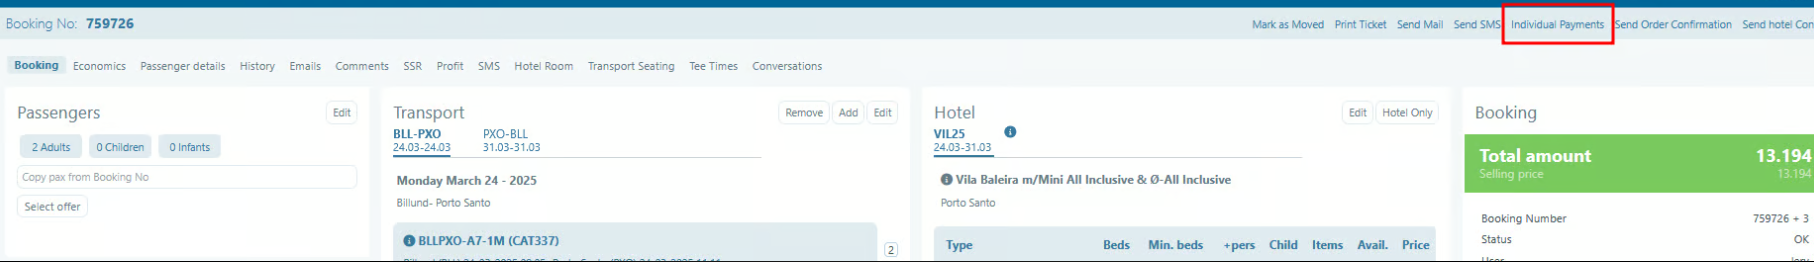 Booking No: 759726
Mark as Moved Print Ticket Send Mail Send SMS Individual Payments Send Order Confirmation Send hotel Con
Booking Economics Passenger details History Emails Comments SSR Profit SMS Hotel Room Transport Seating Tee Times Conversations
Passengers Edit
2 Adults 0 Children 0 Infants
Copy pax from Booking No
Select offer
Transport Remove Add Edit
BLL-PXO PXO-BLL
24.03-24.03 31.03-31.03
Monday March 24 - 2025
Billund- Porto Santo
BLLPXO-A7-1M (CAT337)
2
Hotel Edit Hotel Only
VIL25
24.03-31.03
Vila Baleira m/Mini All Inclusive & Ø-All Inclusive
Porto Santo
Type Beds Min. beds +pers Child Items Avail. Price
Booking
Total amount 13.194
Selling price 13.194
Booking Number 759726 + 3
Status OK